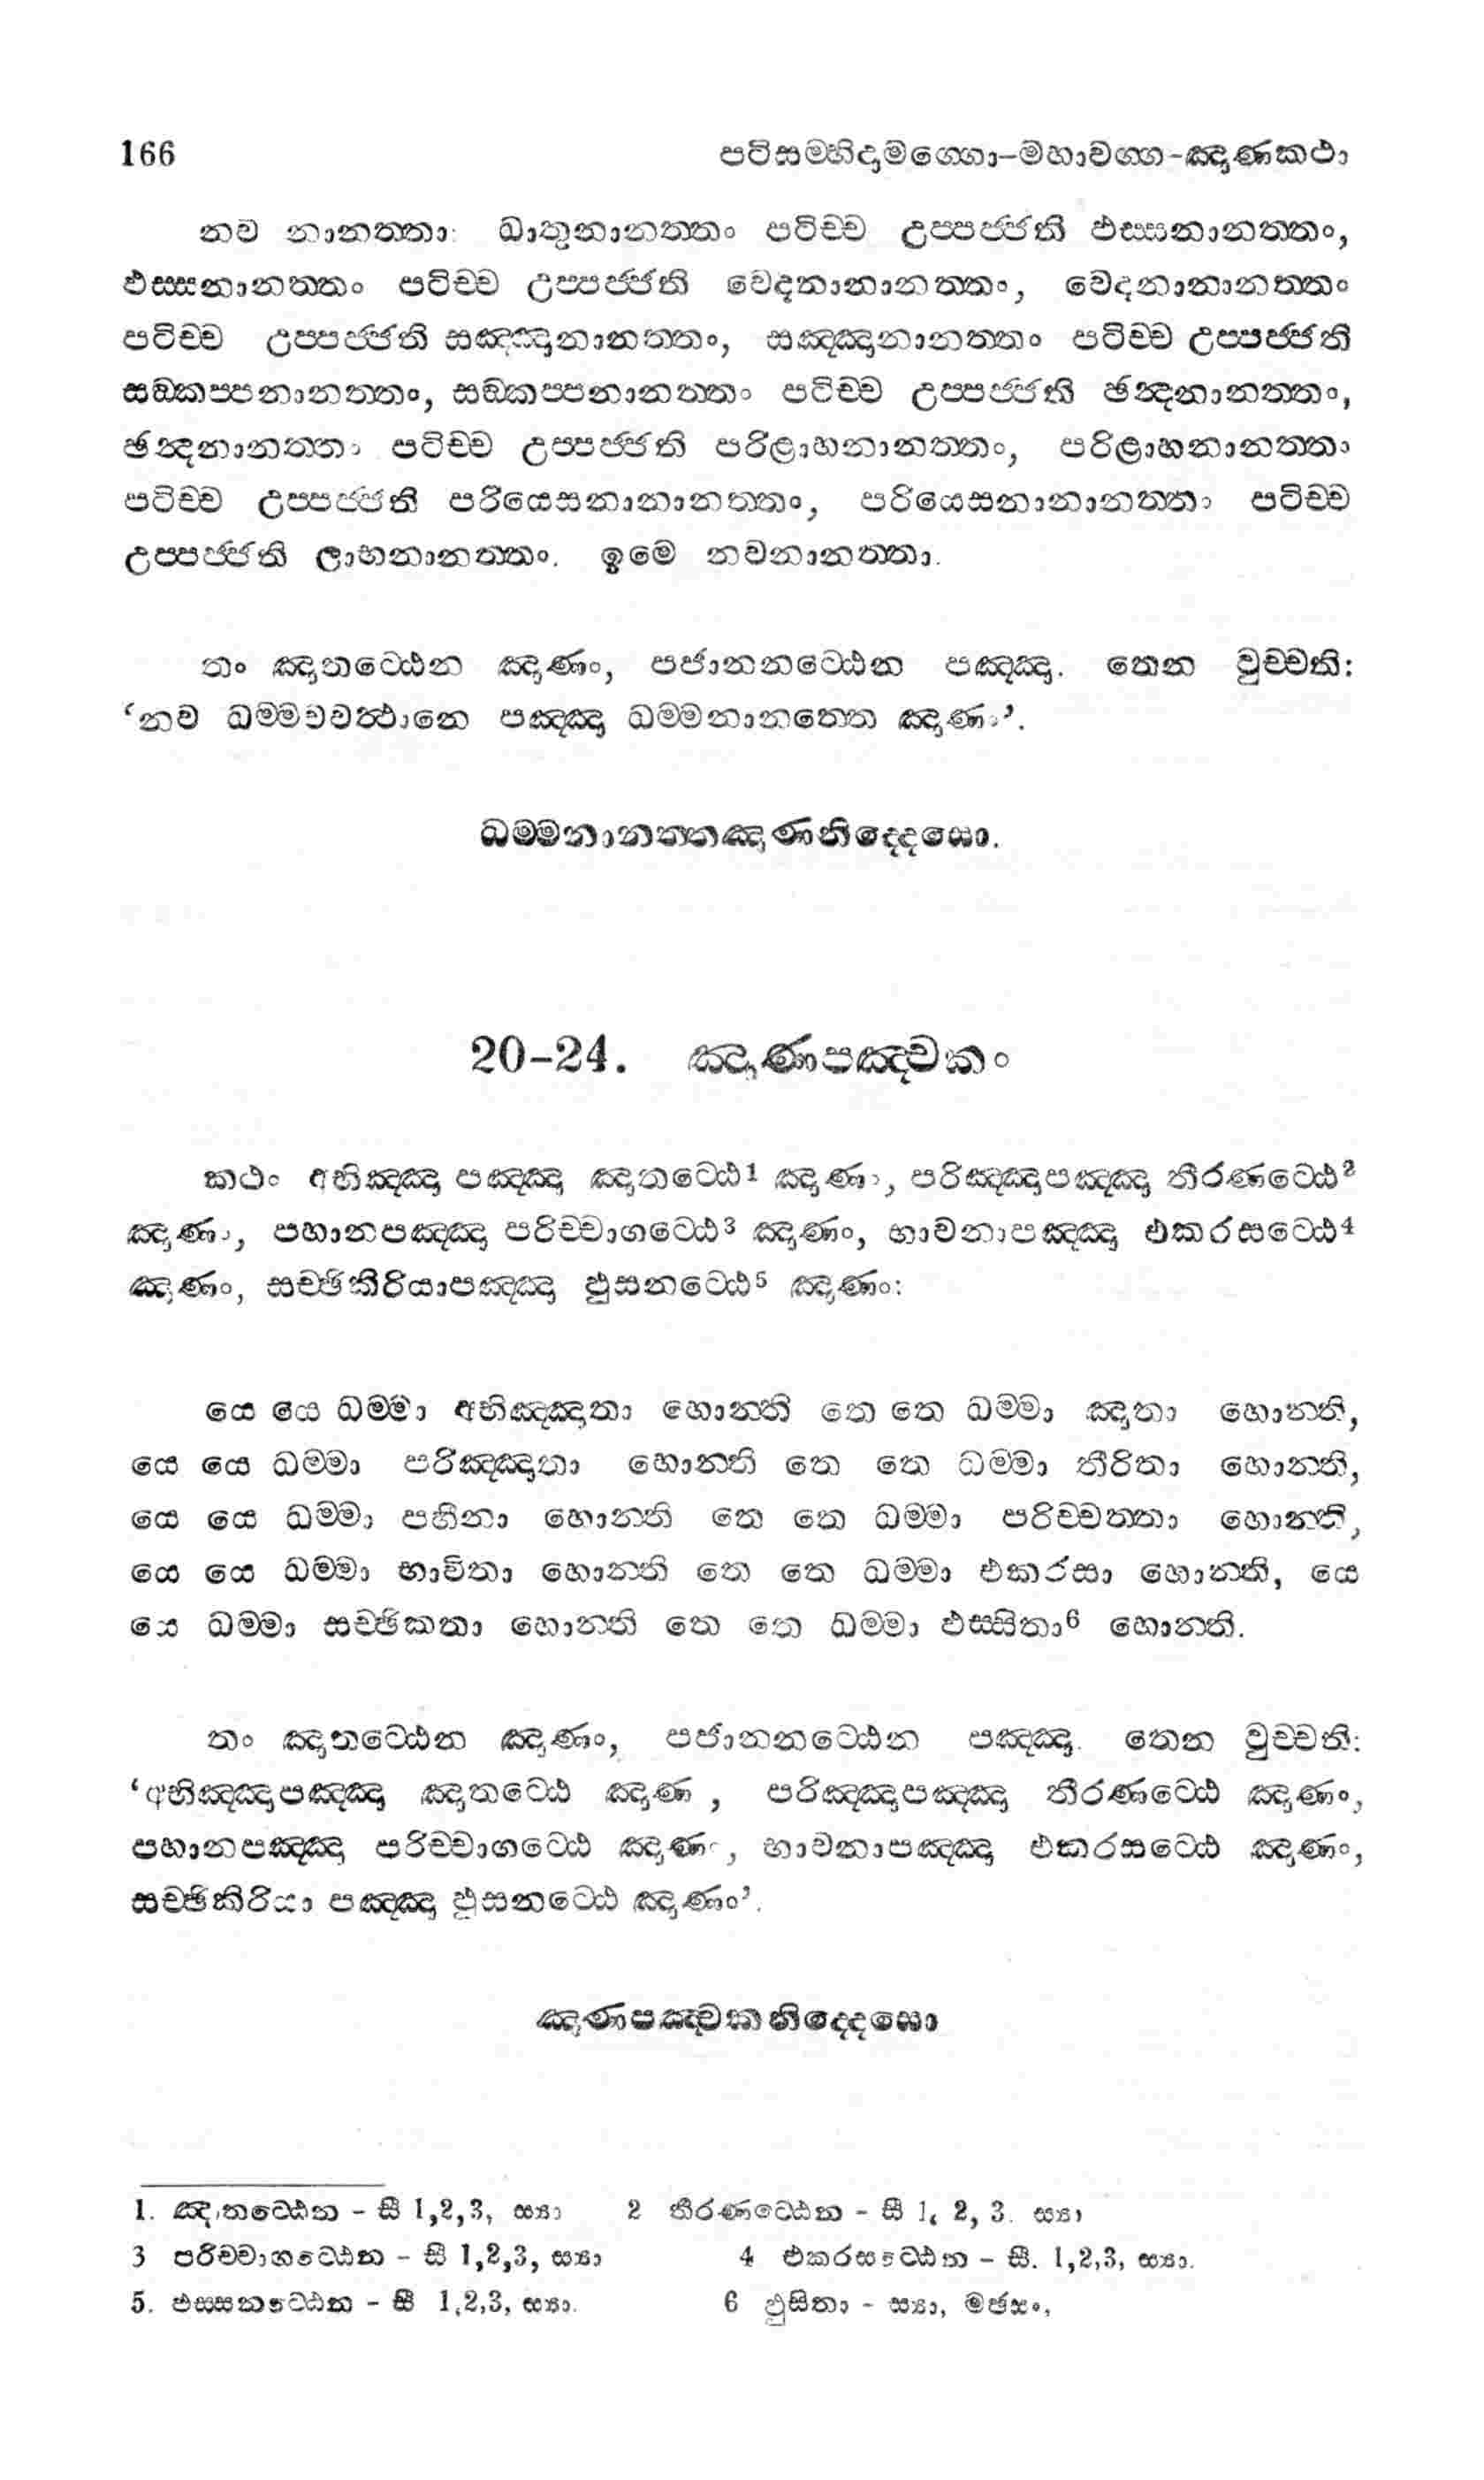 166 පටිසම්භිදාමග්ගො–මහාවග්ග-ඤාණකථා
නව නානත්තා: ධාතුනානත්තං පටිච්ච උප්පජ්ජති ඵස්සනානත්තං,
ඵස්සනානත්තං පටිච්ච උප්පජ්ජති වෙදනානානත්තං, වෙදනානානත්තං
පටිච්ච උප්පජ්ජති සඤ්ඤානානත්තං, සඤ්ඤානානත්තං පටිච්ච උප්පජ්ජති
සඞ්කප්පනානත්තං, සඞ්කප්පනානත්තං පටිච්ච උප්පජ්ජති ඡන්දනානත්තං,
ඡන්දනානත්තං පටිච්ච උප්පජ්ජති පරිළාහනානත්තං, පරිළාහනානත්තං
පටිච්ච උප්පජ්ජති පරියෙසනානානත්තං, පරියෙසනානානත්තං පටිච්ච
උප්පජ්ජති ලාභනානත්තං. ඉමෙ නවනානත්තා.
තං ඤාතට්ඨෙන ඤාණං, පජානනට්ඨෙන පඤ්ඤා. තෙන වුච්චති:
‘නව ධම්මවවත්ථානෙ පඤ්ඤා ධම්මනානත්තෙ ඤාණං’.
ධම්මනානත්තඤාණනිද්දෙසො.
20–24. ඤාණපඤ්චකං
කථං අභිඤ්ඤා පඤ්ඤා ඤාතට්ඨෙ1 ඤාණං, පරිඤ්ඤාපඤ්ඤා තීරණට්ඨෙ2
ඤාණං, පහානපඤ්ඤා පරිච්චාගට්ඨෙ3 ඤාණං, භාවනාපඤ්ඤා එකරසට්ඨෙ4
ඤාණං, සච්ඡිකිරියාපඤ්ඤා ඵුසනට්ඨෙ5 ඤාණං:
යෙ යෙ ධම්මා අභිඤ්ඤාතා හොන්ති තෙ තෙ ධම්මා ඤාතා හොන්ති,
යෙ යෙ ධම්මා පරිඤ්ඤාතා හොන්ති තෙ තෙ ධම්මා තීරිතා හොන්ති,
යෙ යෙ ධම්මා පහීනා හොන්ති තෙ තෙ ධම්මා පරිච්චත්තා හොන්ති,
යෙ යෙ ධම්මා භාවිතා හොන්ති තෙ තෙ ධම්මා එකරසා හොන්ති, යෙ
යෙ ධම්මා සච්ඡිකතා හොන්ති තෙ තෙ ධම්මා ඵස්සිතා6 හොන්ති.
තං ඤාතට්ඨෙන ඤාණං, පජානනට්ඨෙන පඤ්ඤා. තෙන වුච්චති:
‘අභිඤ්ඤාපඤ්ඤා ඤාතට්ඨෙ ඤාණං, පරිඤ්ඤාපඤ්ඤා තීරණට්ඨෙ ඤාණං,
පහානපඤ්ඤා පරිච්චාගට්ඨෙ ඤාණං, භාවනාපඤ්ඤා එකරසට්ඨෙ ඤාණං,
සච්ඡිකිරියා පඤ්ඤා ඵුසනට්ඨෙ ඤාණං’.
ඤාණපඤ්චකනිද්දෙසො
1. ඤාතට්ඨෙන – සී 1,2,3, ස්‍යා 2 තීරණට්ඨෙන – සී 1, 2, 3. ස්‍යා
3 පරිච්චාගට්ඨෙන – සී 1,2,3, ස්‍යා 4 එකරසට්ඨෙන – සී. 1,2,3, ස්‍යා.
5. ඵස්සනට්ඨෙන – සී 1,2,3, ස්‍යා. 6 ඵුසිතා – ස්‍යා, මඡසං,